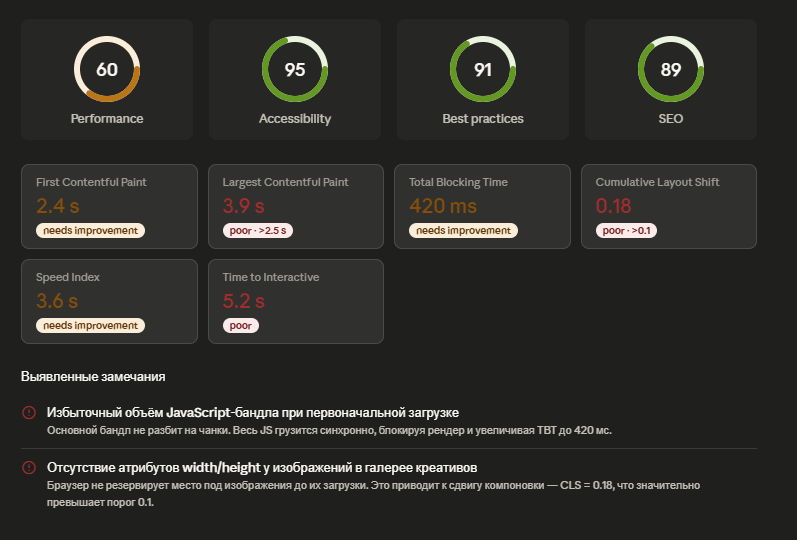 60
Performance
95
Accessibility
91
Best practices
89
SEO
First Contentful Paint
2.4 s
needs improvement
Largest Contentful Paint
3.9 s
poor · >2.5 s
Total Blocking Time
420 ms
needs improvement
Cumulative Layout Shift
0.18
poor · >0.1
Speed Index
3.6 s
needs improvement
Time to Interactive
5.2 s
poor
Выявленные замечания
Избыточный объём JavaScript-бандла при первоначальной загрузке
Основной бандл не разбит на чанки. Весь JS грузится синхронно, блокируя рендер и увеличивая TBT до 420 мс.
Отсутствие атрибутов width/height у изображений в галерее креативов
Браузер не резервирует место под изображения до их загрузки. Это приводит к сдвигу компоновки — CLS = 0.18, что значительно
превышает порог 0.1.